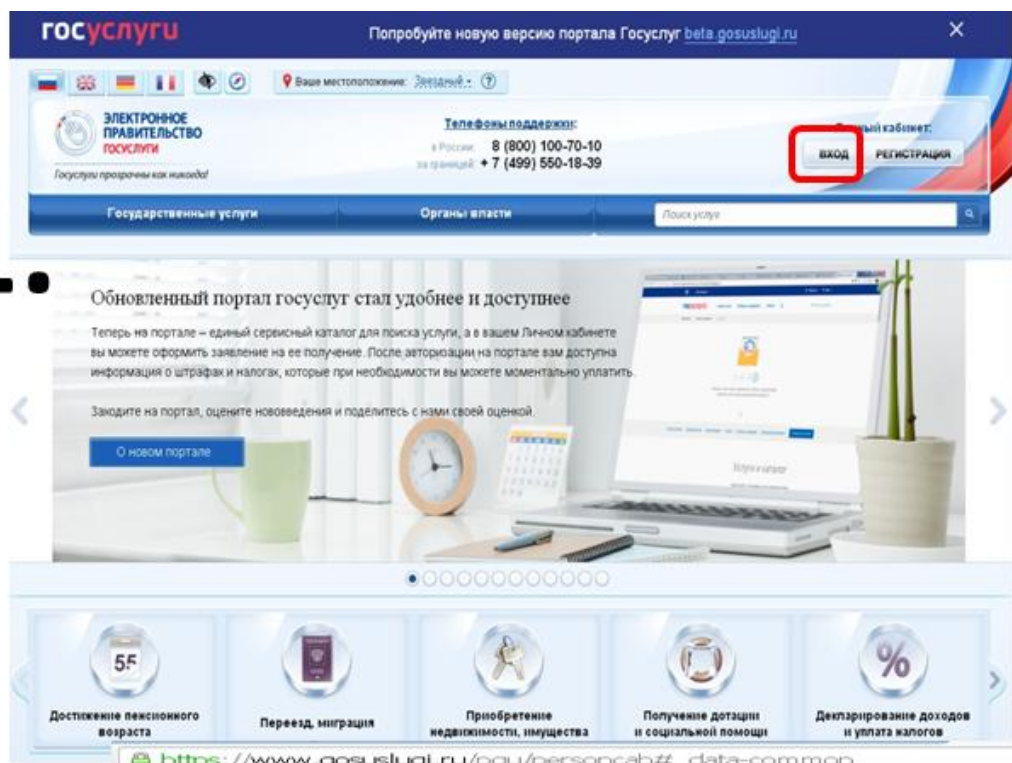 госуслуги
Попробуйте новую версию портала Госуслуг beta.gosuslugi.ru
Ваше местоположение: Звездный
ЭЛЕКТРОННОЕ
ПРАВИТЕЛЬСТВО
ГОСУСЛУГИ
Госуслуги прозрачны как никогда!
Телефоны поддержки:
в России: 8 (800) 100-70-10
за границей: + 7 (499) 550-18-39
кабинет:
ВХОД
РЕГИСТРАЦИЯ
Государственные услуги
Органы власти
Поиск услуг
Обновленный портал госуслуг стал удобнее и доступнее
Теперь на портале – единый сервисный каталог для поиска услуги, а в вашем Личном кабинете
вы можете оформить заявление на ее получение. После авторизации на портале вам доступна
информация о штрафах и налогах, которые при необходимости вы можете моментально уплатить.
Заходите на портал, оцените нововведения и поделитесь с нами своей оценкой.
О новом портале
Услуги и каталог
55
Достижение пенсионного
возраста
Переезд, миграция
Приобретение
недвижимости, имущества
Получение дотации
и социальной помощи
%
Декларирование доходов
и уплата налогов
https://www.gosuslugi.ru/pgu/personcab#_data-common